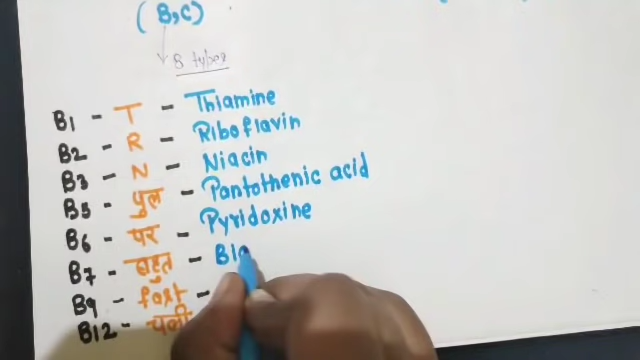 (B,C)
8 types
B1 - T - Thiamine
B2 - R - Riboflavin
B3 - N - Niacin
B5 - पुल - Pantothenic acid
B6 - पर - Pyridoxine
B7 - बहुत - Bio
B9 - fast -
B12 - चली